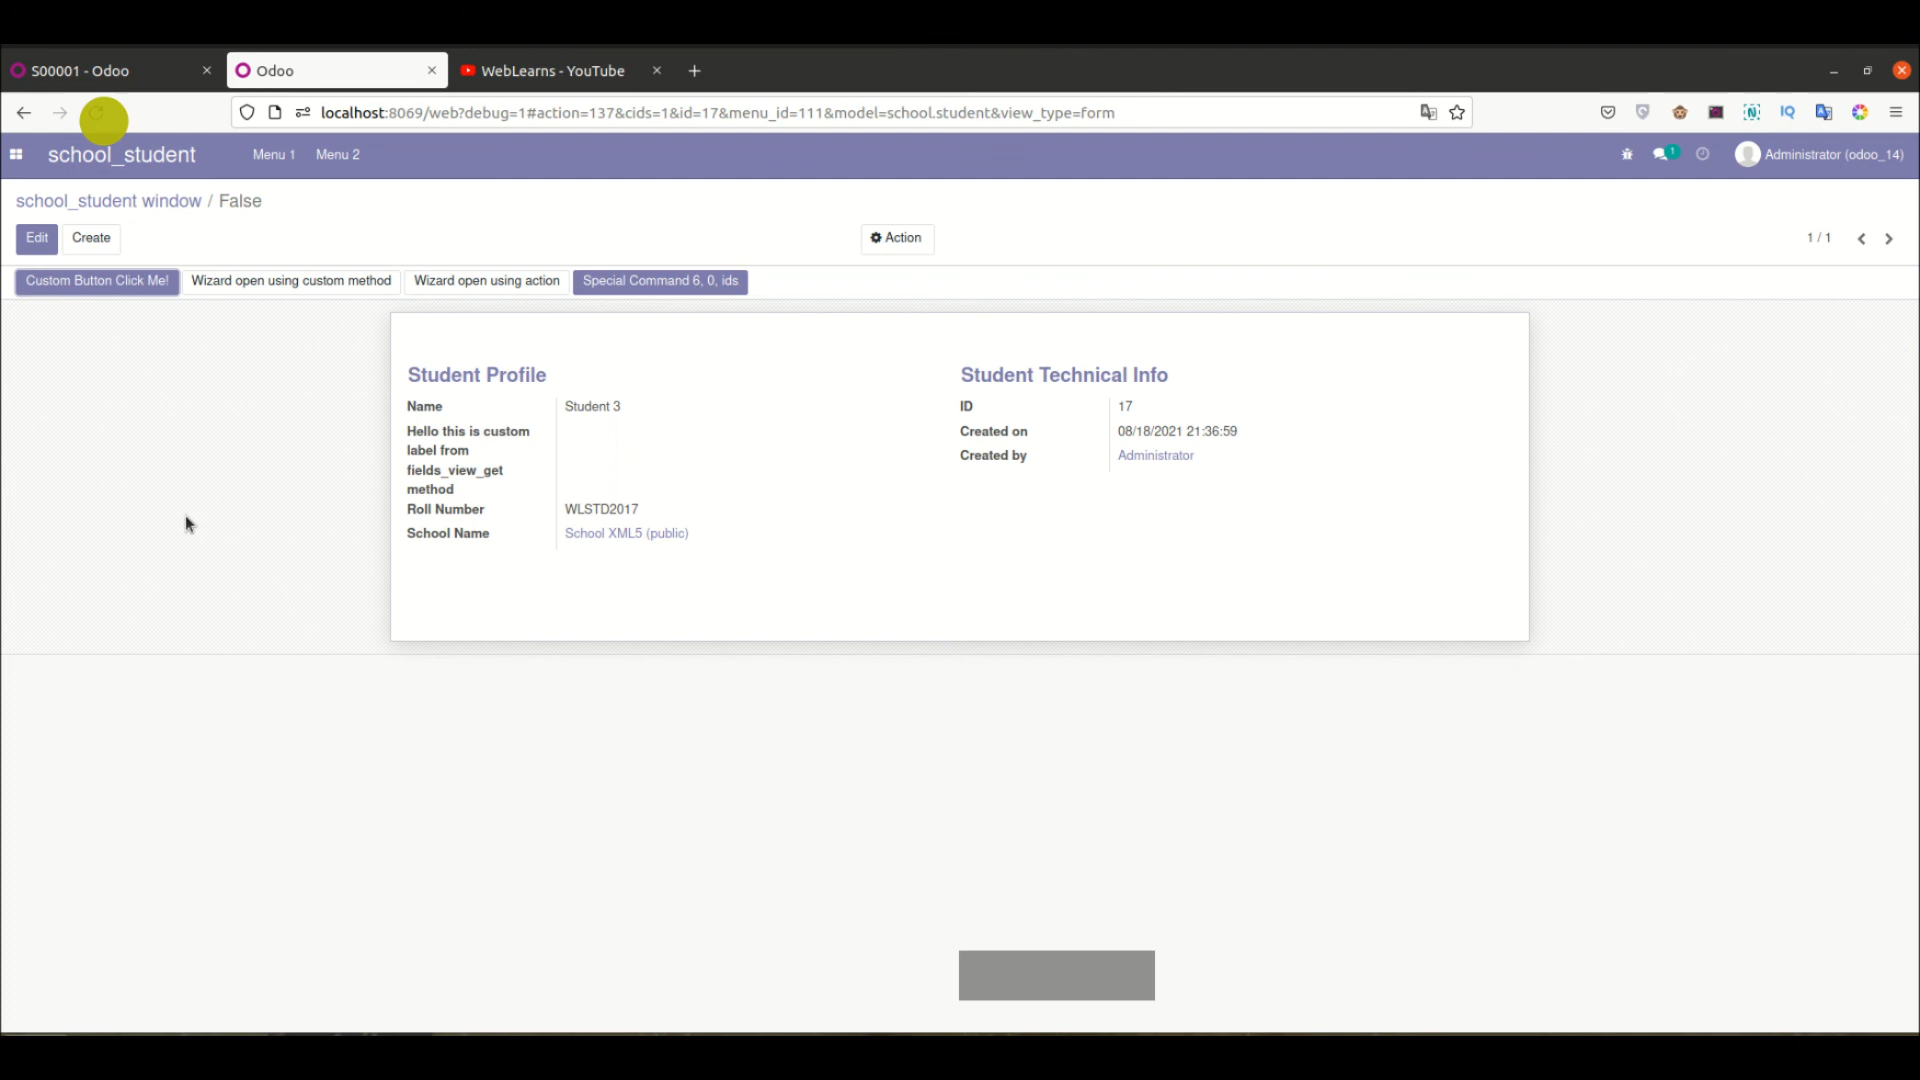 S00001 - Odoo
Odoo
WebLearns - YouTube
localhost:8069/web?debug=1#action=137&cids=1&id=17&menu_id=111&model=school.student&view_type=form
IQ
school_student
Menu 1
Menu 2
1
Administrator (odoo_14)
school_student window / False
Edit
Create
Action
1 / 1
Custom Button Click Me!
Wizard open using custom method
Wizard open using action
Special Command 6, 0, ids
Student Profile
Name
Student 3
Hello this is custom
label from
fields_view_get
method
Roll Number
WLSTD2017
School Name
School XML5 (public)
Student Technical Info
ID
17
Created on
08/18/2021 21:36:59
Created by
Administrator